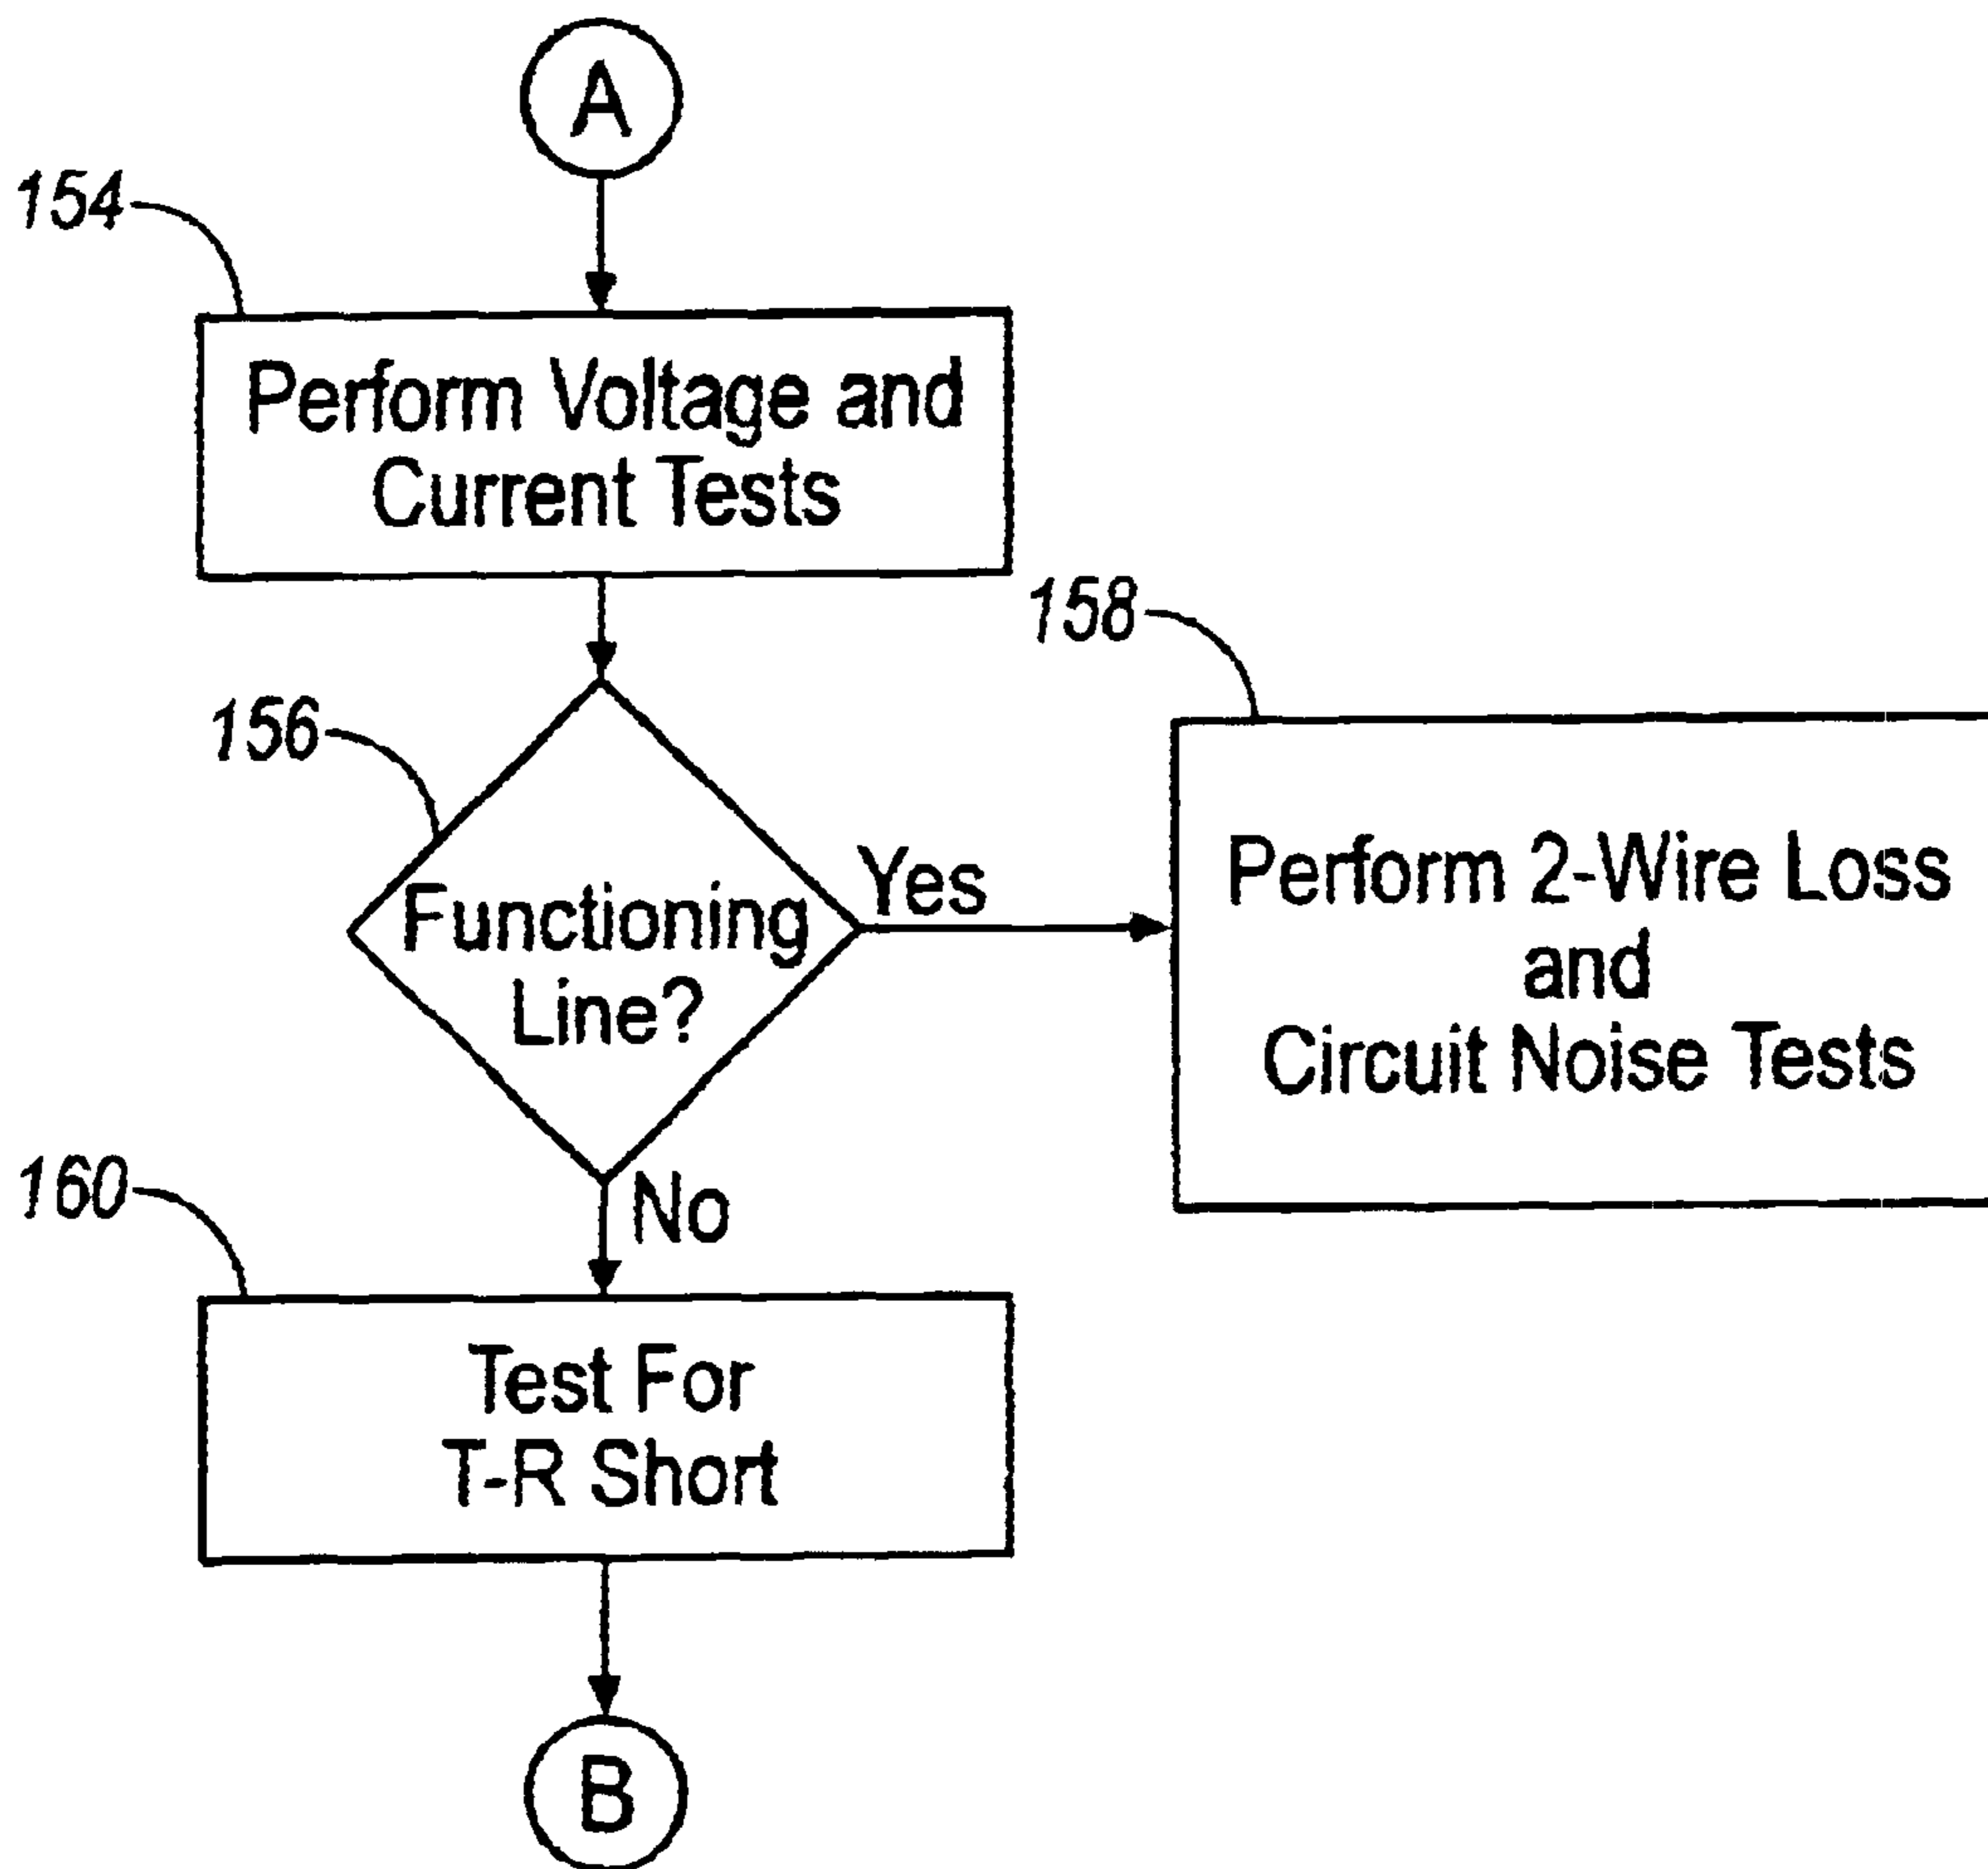 A
154
Perform Voltage and
Current Tests
158
156
Functioning
Line?
Yes
Perform 2-Wire Loss
and
Circuit Noise Tests
No
160
Test For
T-R Short
B